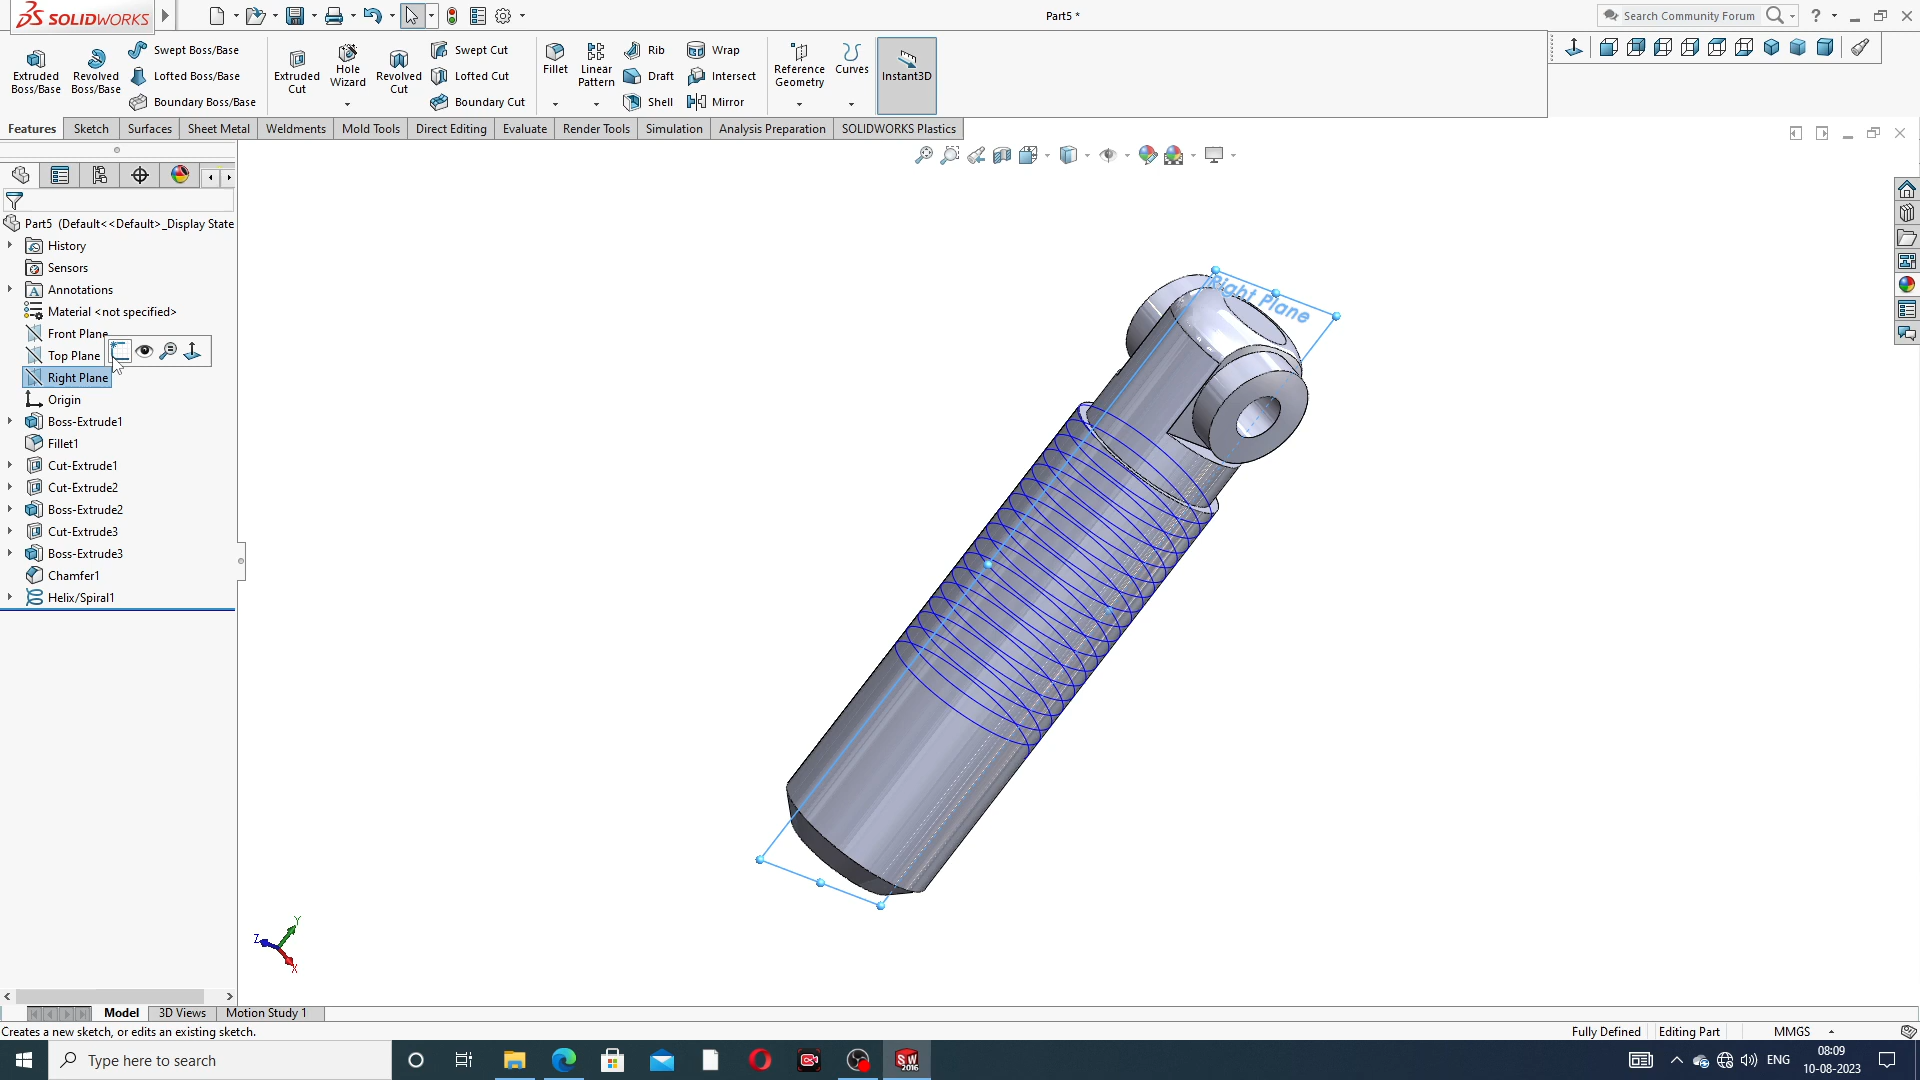 SOLIDWORKS
Part5 *
Search Community Forum
Extruded Boss/Base
Revolved Boss/Base
Swept Boss/Base
Lofted Boss/Base
Boundary Boss/Base
Extruded Cut
Hole Wizard
Revolved Cut
Swept Cut
Lofted Cut
Boundary Cut
Fillet
Linear Pattern
Rib
Draft
Shell
Wrap
Intersect
Mirror
Reference Geometry
Curves
Instant3D
Features
Sketch
Surfaces
Sheet Metal
Weldments
Mold Tools
Direct Editing
Evaluate
Render Tools
Simulation
Analysis Preparation
SOLIDWORKS Plastics
Part5 (Default<<Default>_Display State
History
Sensors
Annotations
Material <not specified>
Front Plane
Top Plane
Right Plane
Origin
Boss-Extrude1
Fillet1
Cut-Extrude1
Cut-Extrude2
Boss-Extrude2
Cut-Extrude3
Boss-Extrude3
Chamfer1
Helix/Spiral1
Right Plane
Y
Z
X
Model
3D Views
Motion Study 1
Creates a new sketch, or edits an existing sketch.
Fully Defined
Editing Part
MMGS
Type here to search
SW
2016
ENG
08:09
10-08-2023